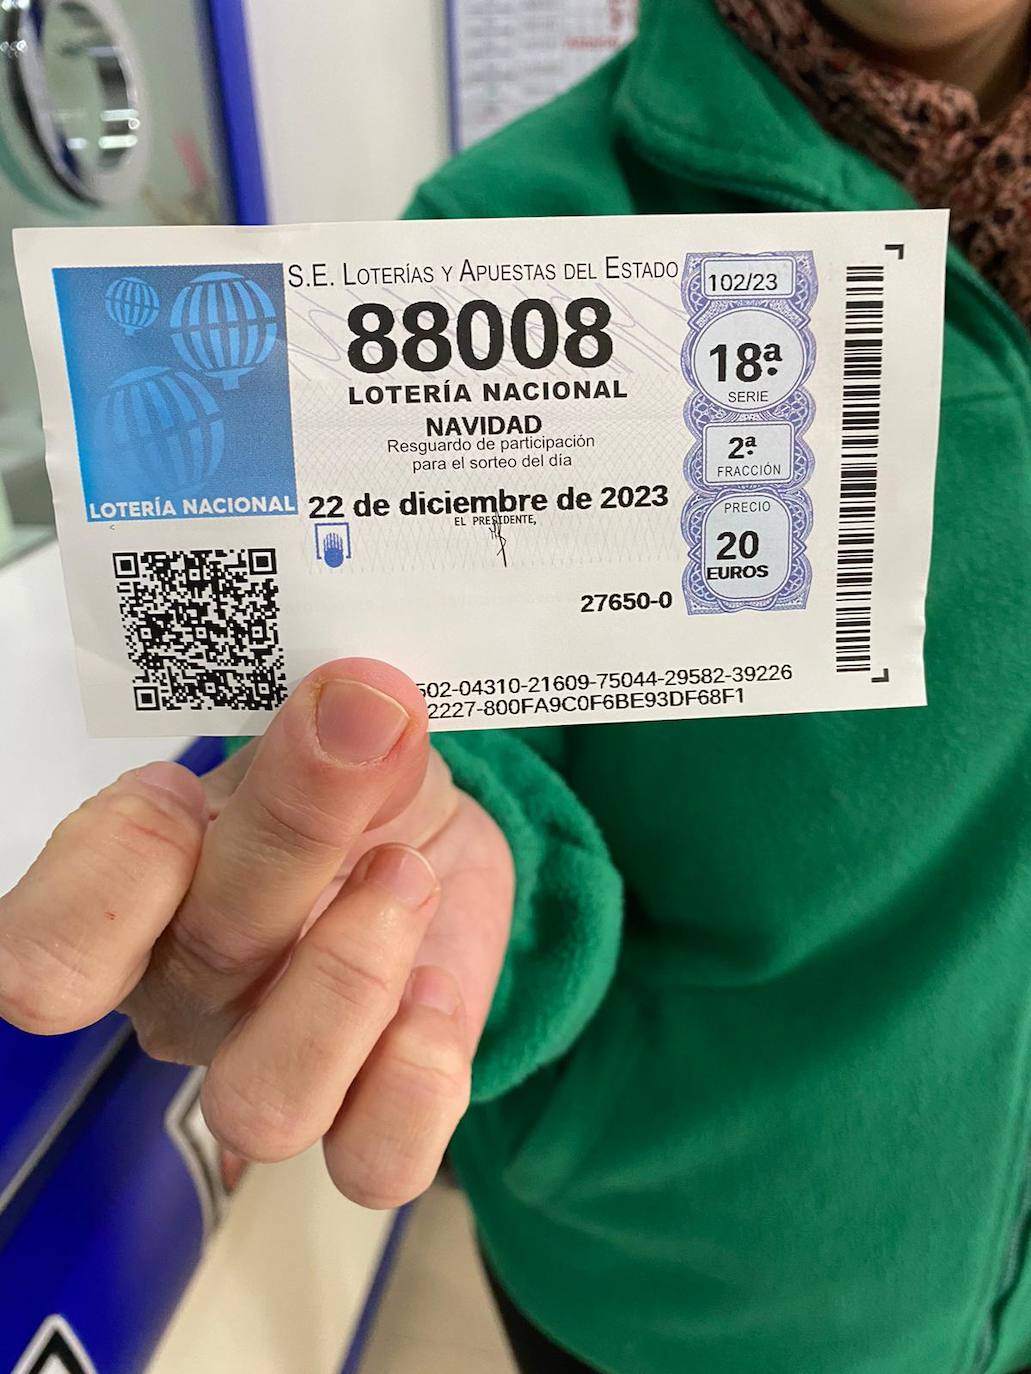 S.E. LOTERÍAS Y APUESTAS DEL ESTADO
88008
LOTERÍA NACIONAL
NAVIDAD
Resguardo de participación
para el sorteo del día
22 de diciembre de 2023
EL PRESIDENTE,
27650-0
LOTERÍA NACIONAL
102/23
18ª
SERIE
2ª
FRACCIÓN
PRECIO
20
EUROS
502-04310-21609-75044-29582-39226
2227-800FA9C0F6BE93DF68F1